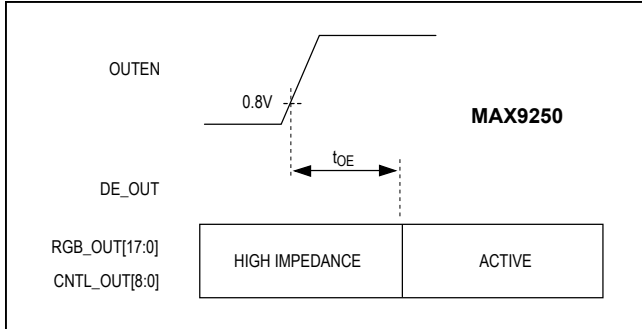 OUTEN
0.8V
MAX9250
tOE
DE_OUT
RGB_OUT[17:0]
HIGH IMPEDANCE
ACTIVE
CNTL_OUT[8:0]